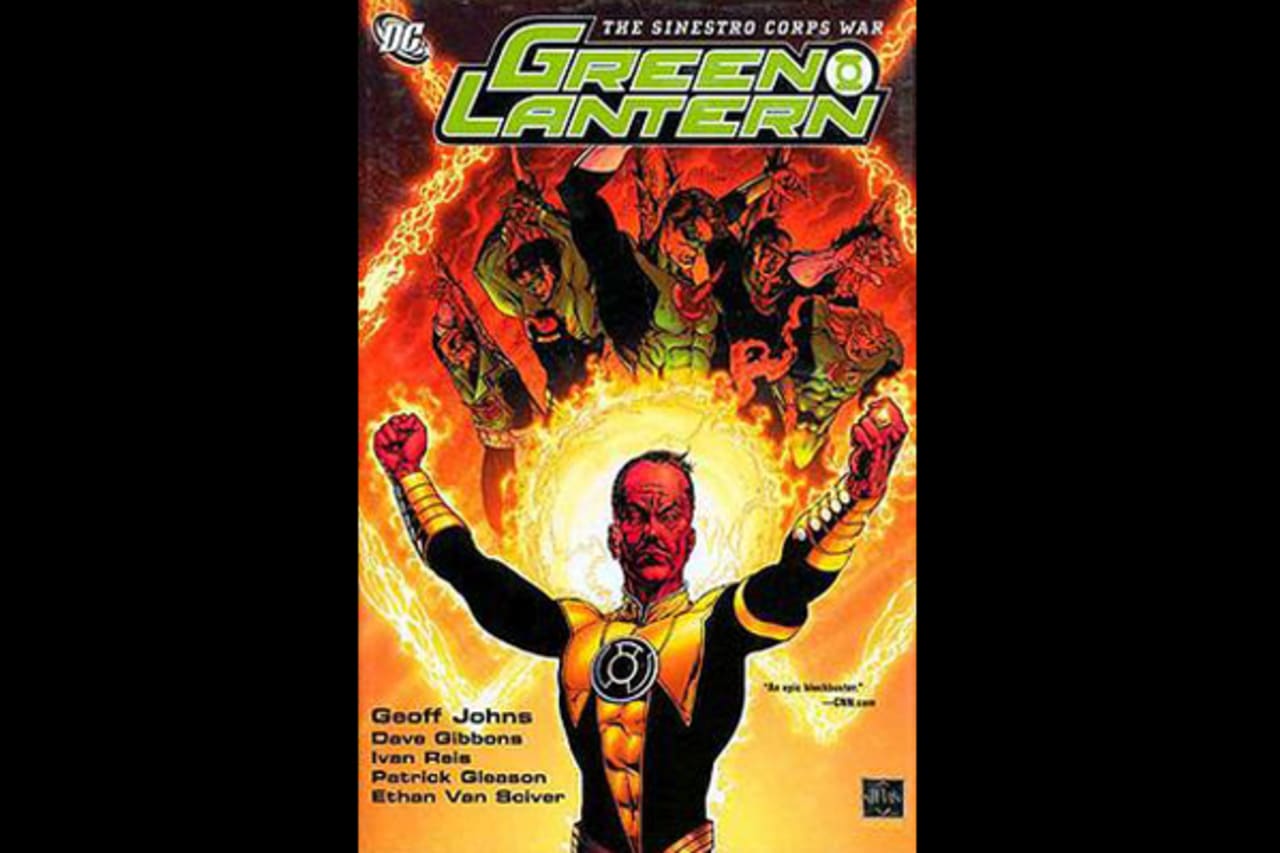 DC
THE SINESTRO CORPS WAR
GREEN
LANTERN
"An epic blockbuster."
—CNN.com
Geoff Johns
Dave Gibbons
Ivan Reis
Patrick Gleason
Ethan Van Sciver